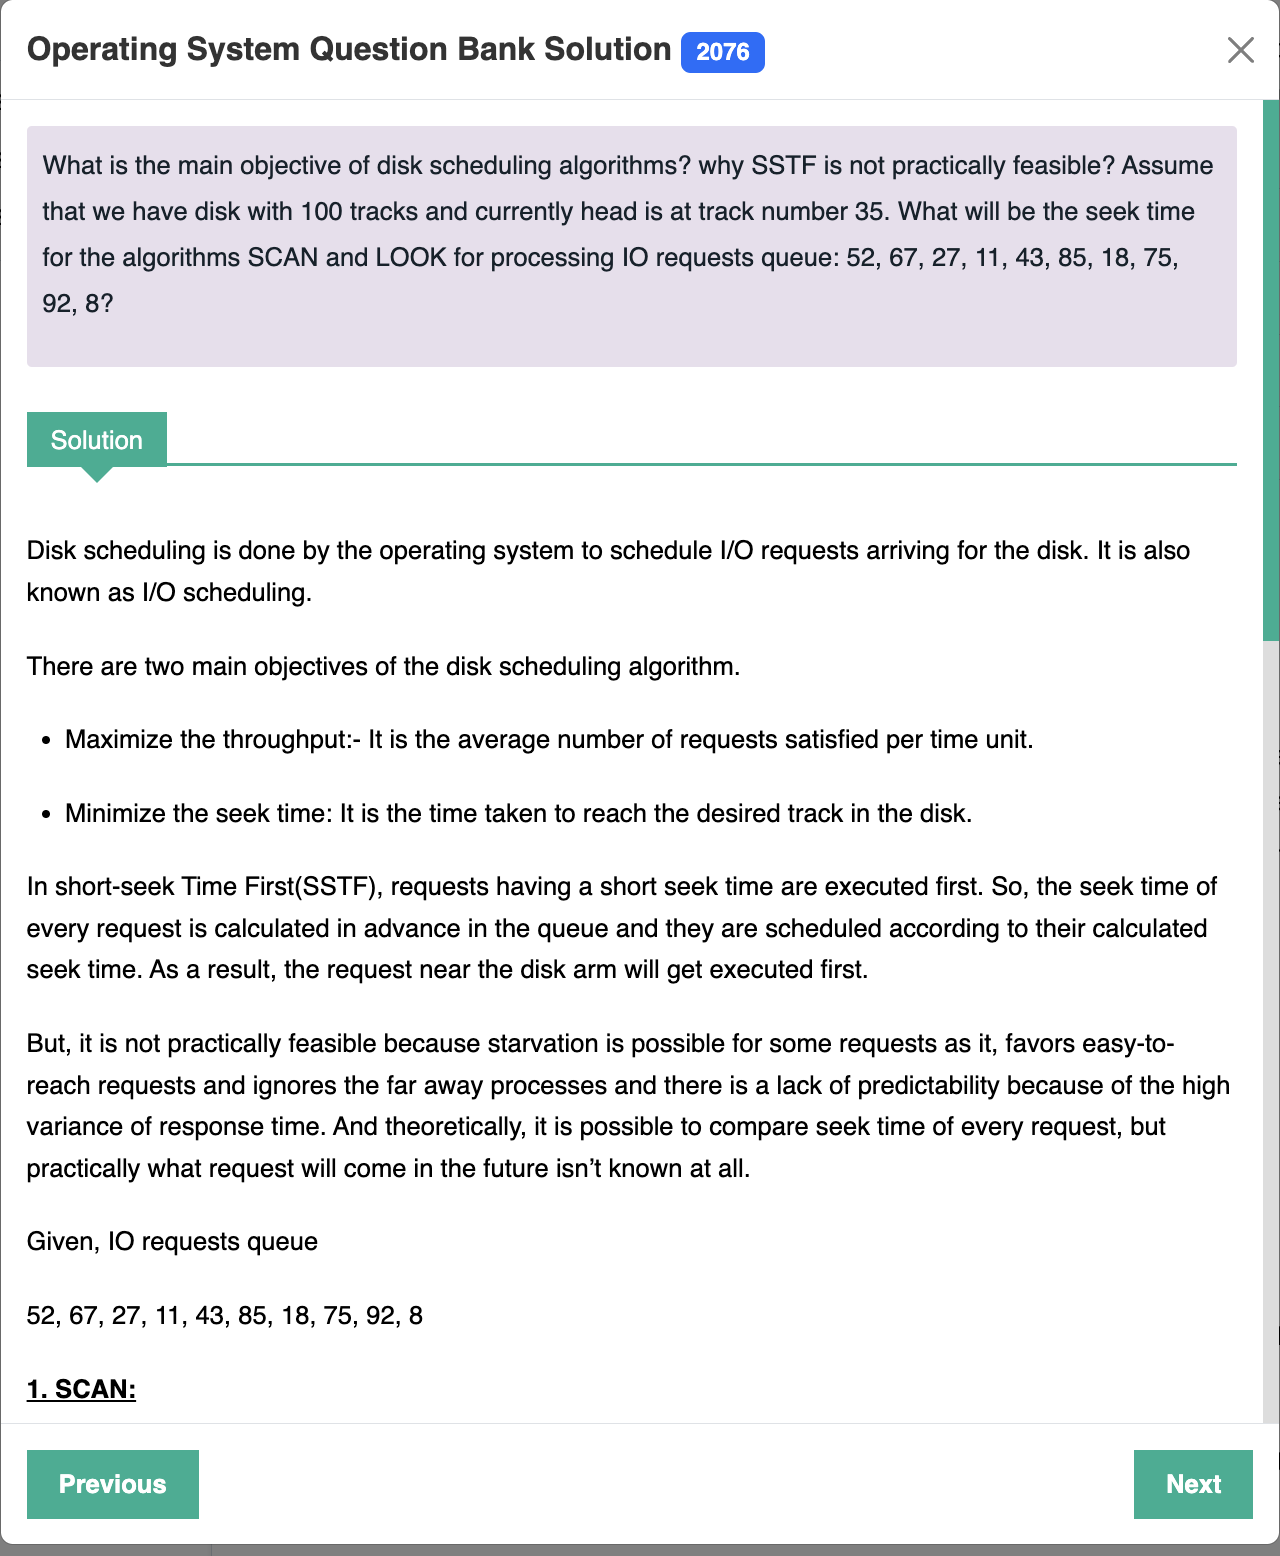 Operating System Question Bank Solution 2076
What is the main objective of disk scheduling algorithms? why SSTF is not practically feasible? Assume
that we have disk with 100 tracks and currently head is at track number 35. What will be the seek time
for the algorithms SCAN and LOOK for processing IO requests queue: 52, 67, 27, 11, 43, 85, 18, 75,
92, 8?
Solution
Disk scheduling is done by the operating system to schedule I/O requests arriving for the disk. It is also
known as I/O scheduling.
There are two main objectives of the disk scheduling algorithm.
• Maximize the throughput:- It is the average number of requests satisfied per time unit.
• Minimize the seek time: It is the time taken to reach the desired track in the disk.
In short-seek Time First(SSTF), requests having a short seek time are executed first. So, the seek time of
every request is calculated in advance in the queue and they are scheduled according to their calculated
seek time. As a result, the request near the disk arm will get executed first.
But, it is not practically feasible because starvation is possible for some requests as it, favors easy-to-
reach requests and ignores the far away processes and there is a lack of predictability because of the high
variance of response time. And theoretically, it is possible to compare seek time of every request, but
practically what request will come in the future isn’t known at all.
Given, IO requests queue
52, 67, 27, 11, 43, 85, 18, 75, 92, 8
1. SCAN:
Previous
Next